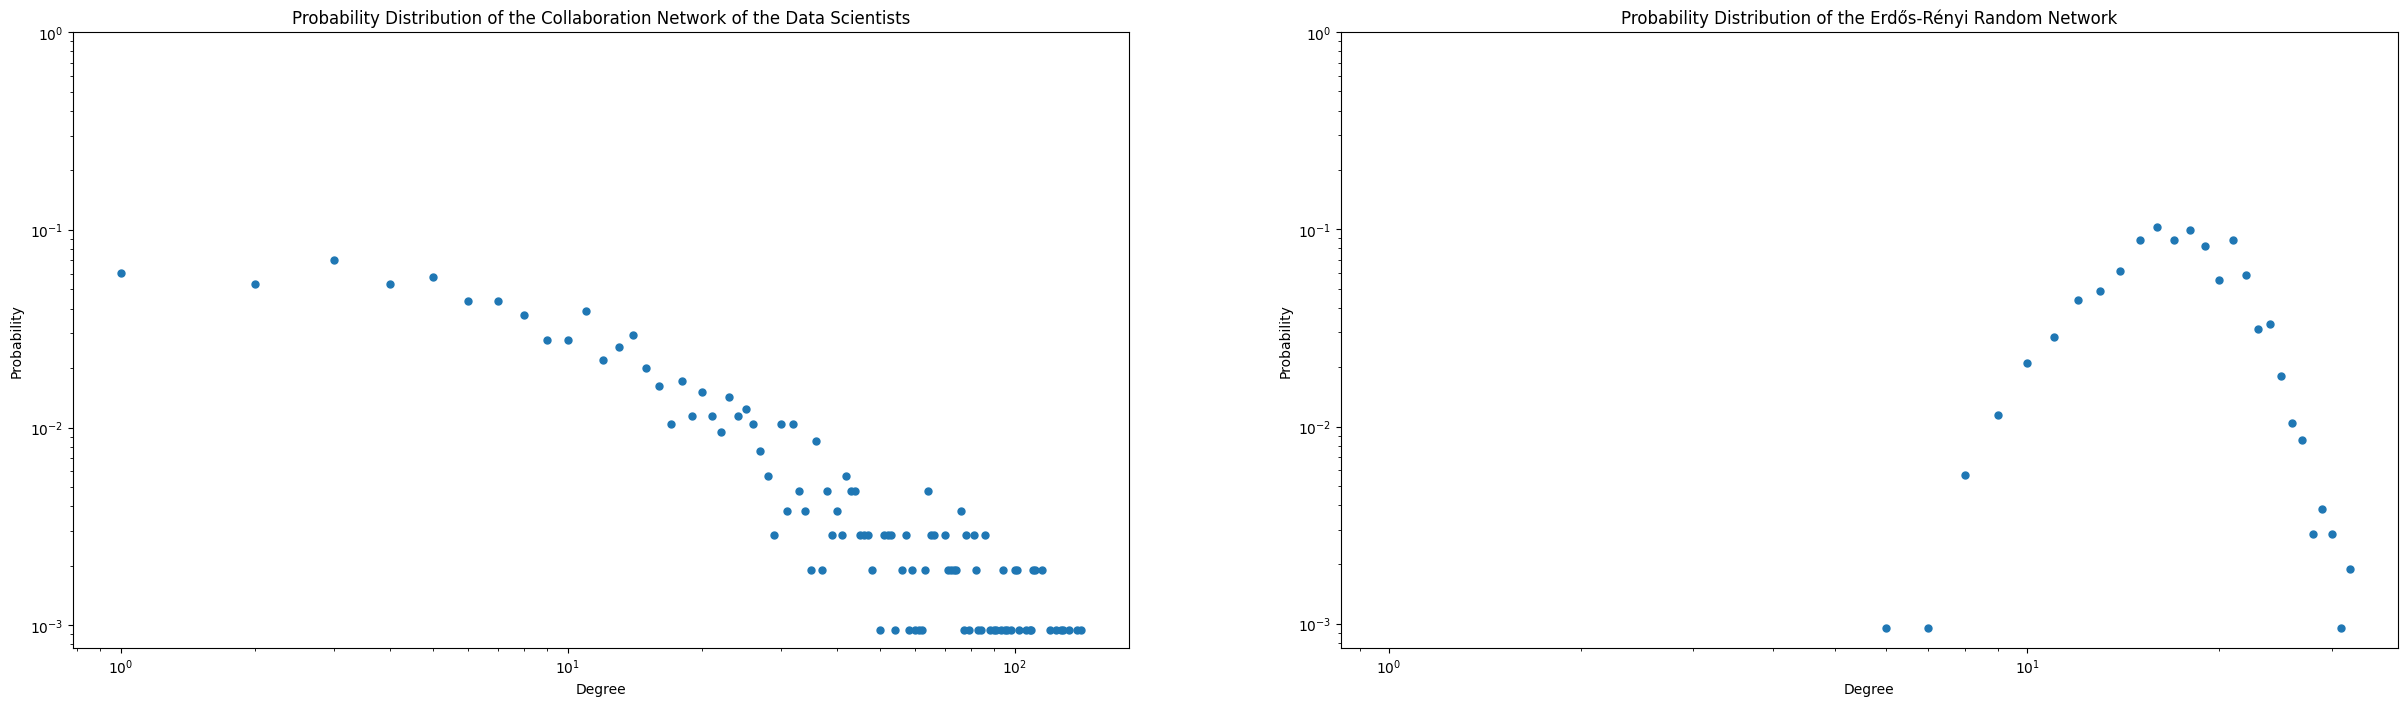 Probability Distribution of the Collaboration Network of the Data Scientists
10⁰
10⁻¹
10⁻²
10⁻³
Probability
10⁰ 10¹ 10²
Degree
Probability Distribution of the Erdős-Rényi Random Network
10⁰
10⁻¹
10⁻²
10⁻³
Probability
10⁰ 10¹
Degree